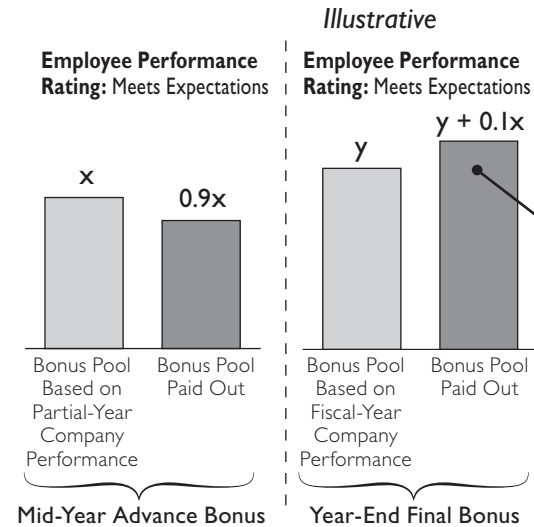 Illustrative
Employee Performance
Rating: Meets Expectations
x
0.9x
Bonus Pool
Based on
Partial-Year
Company
Performance
Bonus Pool
Paid Out
Mid-Year Advance Bonus
Employee Performance
Rating: Meets Expectations
y
y + 0.1x
Bonus Pool
Based on
Fiscal-Year
Company
Performance
Bonus Pool
Paid Out
Year-End Final Bonus